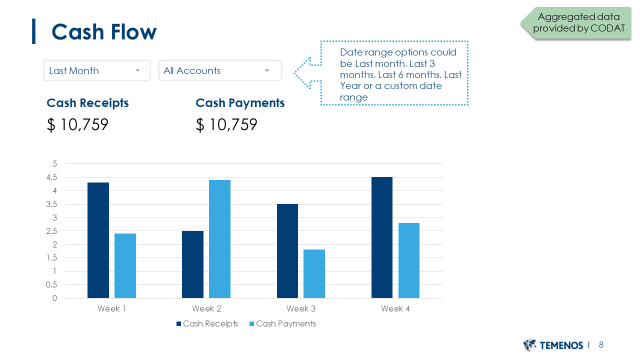 Cash Flow
Aggregated data
provided by CODAT
Last Month
All Accounts
Date range options could
be Last month, Last 3
months, Last 6 months, Last
Year or a custom date
range
Cash Receipts
Cash Payments
$ 10,759
$ 10,759
5
4.5
4
3.5
3
2.5
2
1.5
1
0.5
0
Week 1
Week 2
Week 3
Week 4
Cash Receipts
Cash Payments
TEMENOS | 8